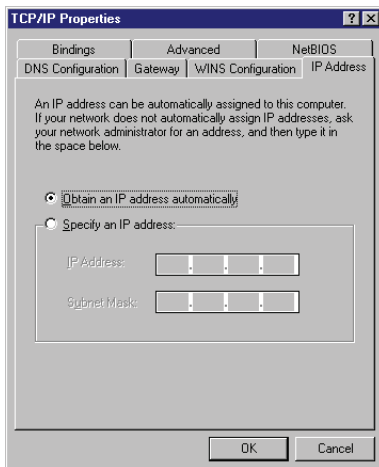 TCP/IP Properties
Bindings Advanced NetBIOS
DNS Configuration Gateway WINS Configuration IP Address
An IP address can be automatically assigned to this computer.
If your network does not automatically assign IP addresses, ask
your network administrator for an address, and then type it in
the space below.
Obtain an IP address automatically
Specify an IP address:
IP Address:
Subnet Mask:
OK Cancel